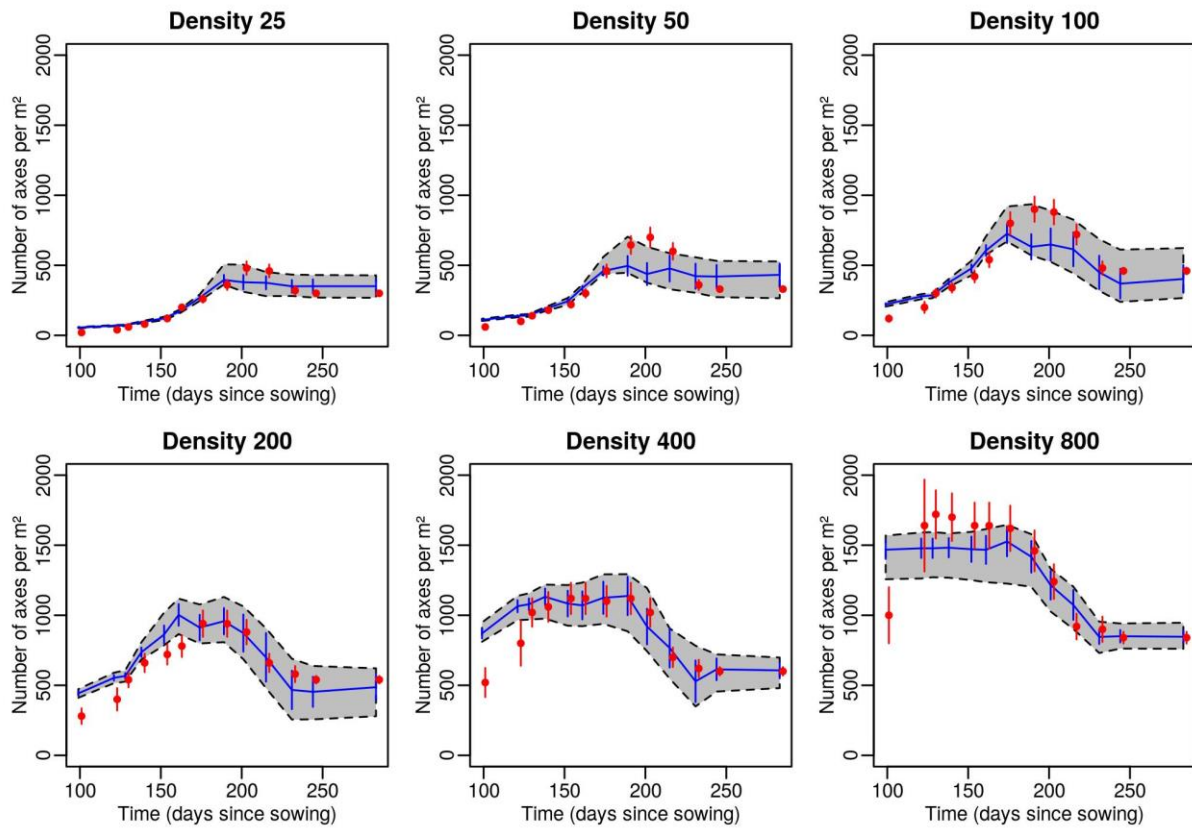 Density 25
Number of axes per m²
0 500 1000 1500 2000
100 150 200 250
Time (days since sowing)
Density 50
Number of axes per m²
0 500 1000 1500 2000
100 150 200 250
Time (days since sowing)
Density 100
Number of axes per m²
0 500 1000 1500 2000
100 150 200 250
Time (days since sowing)
Density 200
Number of axes per m²
0 500 1000 1500 2000
100 150 200 250
Time (days since sowing)
Density 400
Number of axes per m²
0 500 1000 1500 2000
100 150 200 250
Time (days since sowing)
Density 800
Number of axes per m²
0 500 1000 1500 2000
100 150 200 250
Time (days since sowing)